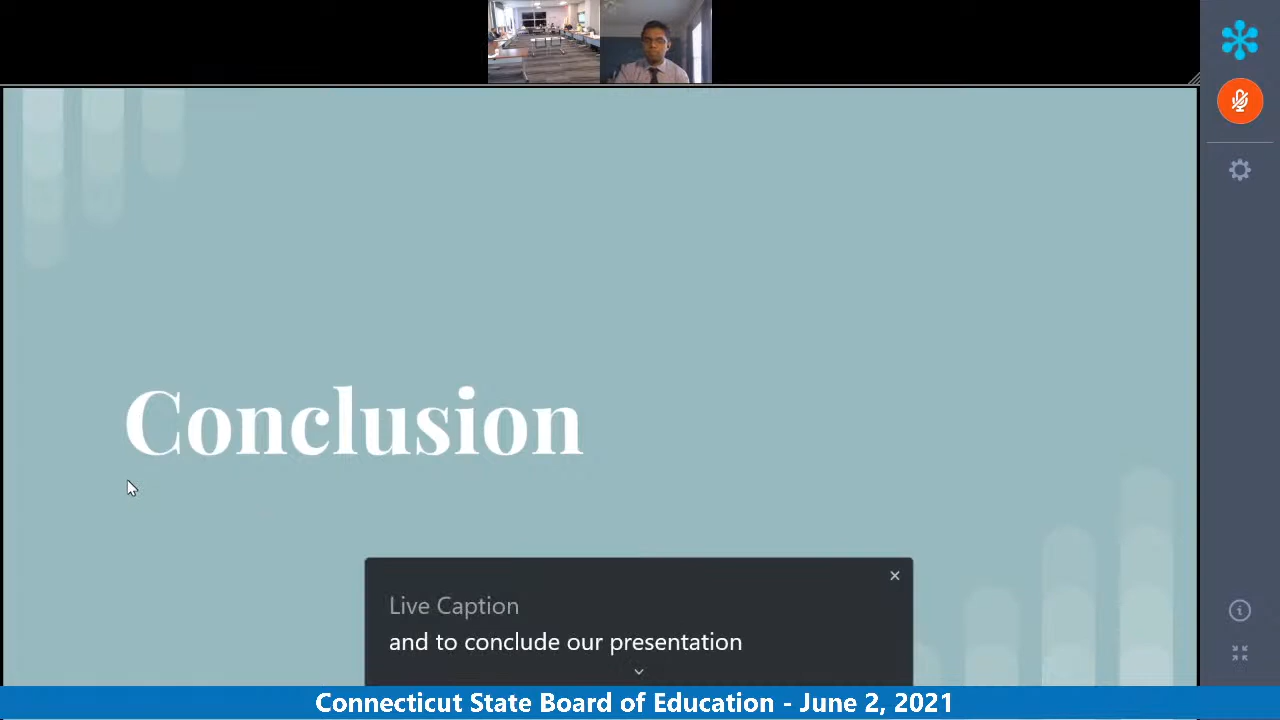 Conclusion
Live Caption
and to conclude our presentation
Connecticut State Board of Education - June 2, 2021